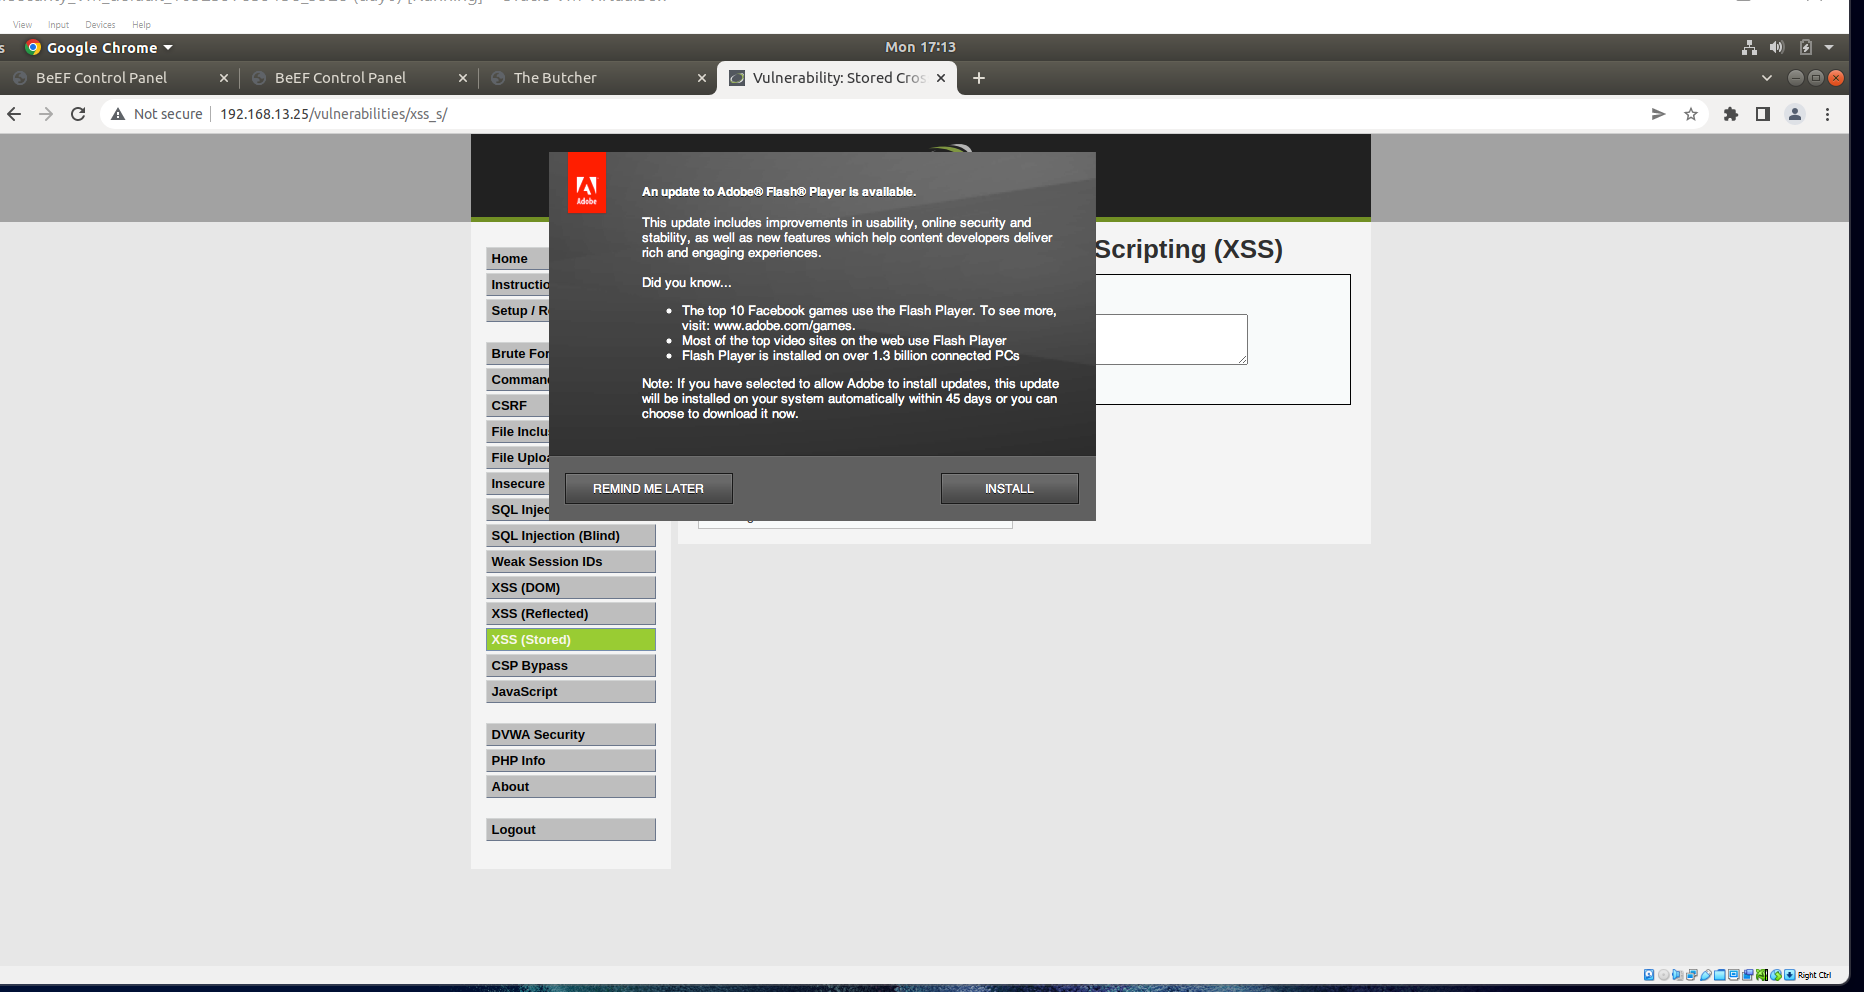 View Input Devices Help
Google Chrome
Mon 17:13
BeEF Control Panel
BeEF Control Panel
The Butcher
Vulnerability: Stored Cros
Not secure
192.168.13.25/vulnerabilities/xss_s/
Adobe
An update to Adobe® Flash® Player is available.
This update includes improvements in usability, online security and
stability, as well as new features which help content developers deliver
rich and engaging experiences.
Did you know...
• The top 10 Facebook games use the Flash Player. To see more,
visit: www.adobe.com/games.
• Most of the top video sites on the web use Flash Player
• Flash Player is installed on over 1.3 billion connected PCs
Note: If you have selected to allow Adobe to install updates, this update
will be installed on your system automatically within 45 days or you can
choose to download it now.
REMIND ME LATER
INSTALL
Scripting (XSS)
Home
Instructio
Setup / R
Brute For
Comman
CSRF
File Inclu
File Uploa
Insecure
SQL Injec
SQL Injection (Blind)
Weak Session IDs
XSS (DOM)
XSS (Reflected)
XSS (Stored)
CSP Bypass
JavaScript
DVWA Security
PHP Info
About
Logout
Right Ctrl